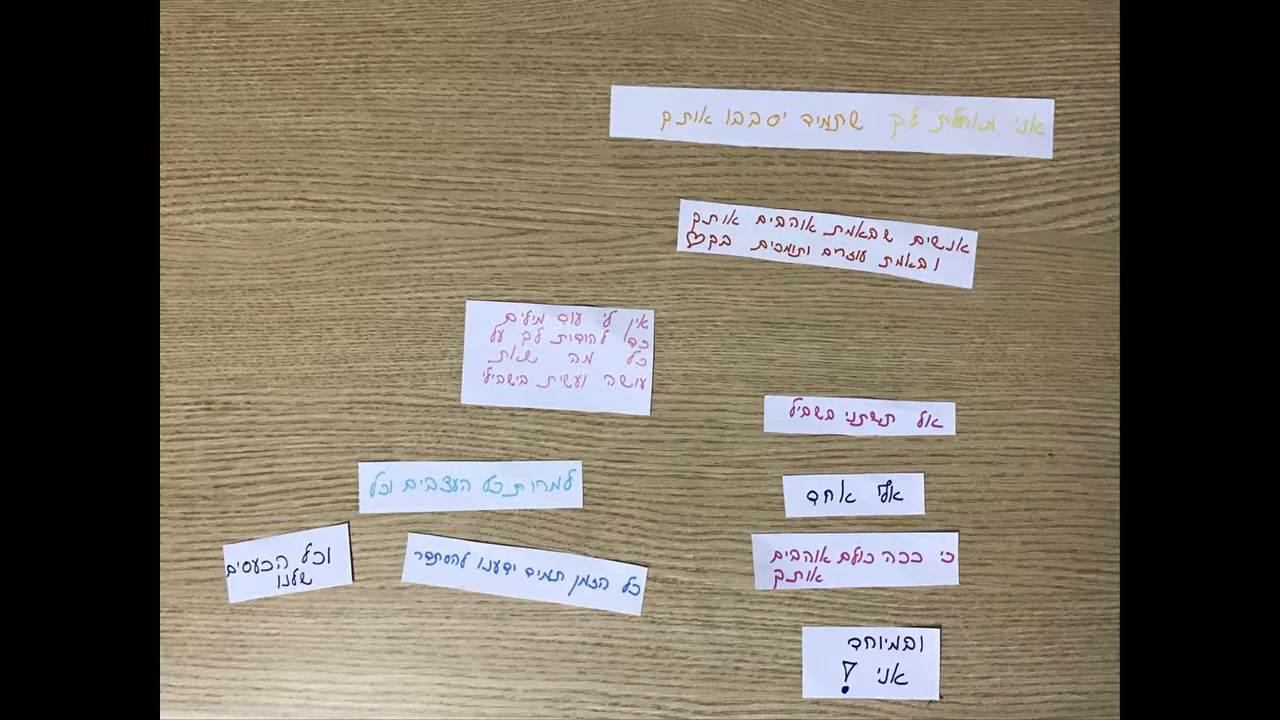 אני מאחלת לך שתמיד יסבבו אותך
אנשים שבאמת אוהבים אותך
ובאמת עוזרים ותומכים בך♡
אין לי עוד מילים
כדי להודות לך על
כל מה שאת
עושה ועשית בישבילי
אל תשתני בשביל
אף אחד
כי ככה כולם אוהבים
אותך
ובמיוחד
אני !
למרות כל העצבים וכל
וכל הכעסים
שלנו
כל הזמן תמיד ידענו להסתדר